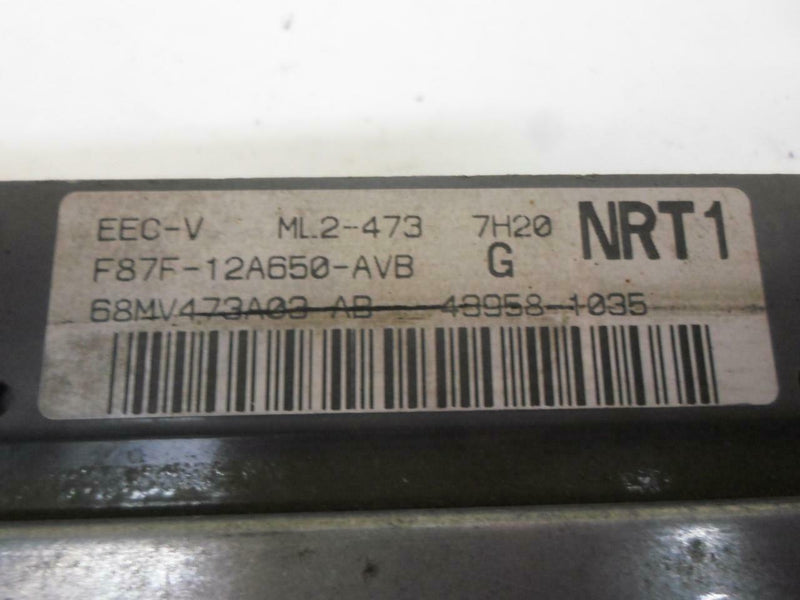 EEC-V ML2-473 7H20 NRT1
F87F-12A650-AVB G
68MV473A03 AB 48958-1035